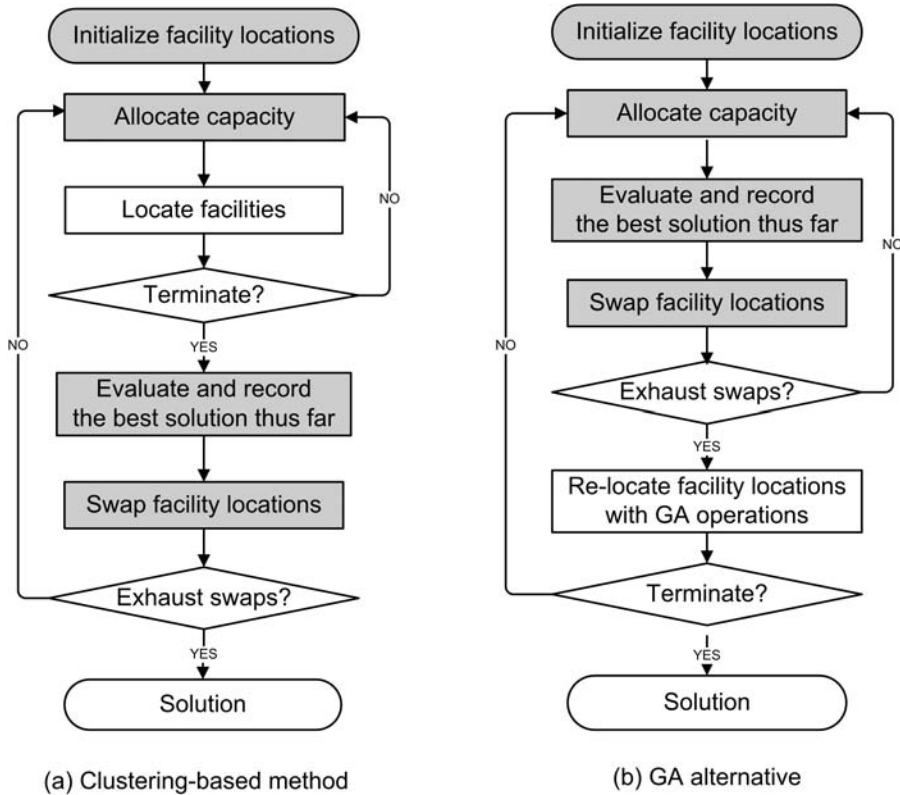 Initialize facility locations
Allocate capacity
Locate facilities
NO
Terminate?
NO
YES
Evaluate and record
the best solution thus far
Swap facility locations
Exhaust swaps?
YES
Solution
(a) Clustering-based method
Initialize facility locations
Allocate capacity
Evaluate and record
the best solution thus far
NO
Swap facility locations
NO
Exhaust swaps?
YES
Re-locate facility locations
with GA operations
Terminate?
YES
Solution
(b) GA alternative